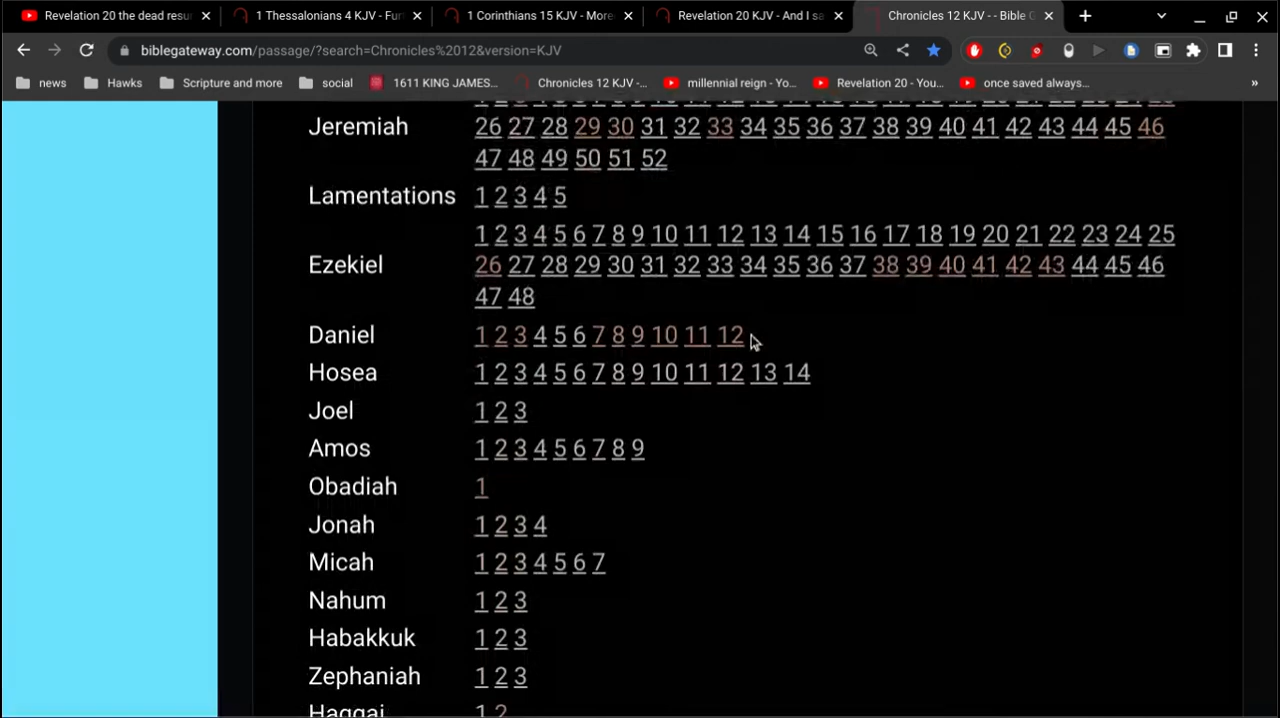 Revelation 20 the dead resu
1 Thessalonians 4 KJV - Fur
1 Corinthians 15 KJV - More
Revelation 20 KJV - And I sa
Chronicles 12 KJV - - Bible G
biblegateway.com/passage/?search=Chronicles%2012&version=KJV
news
Hawks
Scripture and more
social
1611 KING JAMES...
Chronicles 12 KJV -...
millennial reign - Yo...
Revelation 20 - You...
once saved always...
»
Jeremiah
26 27 28 29 30 31 32 33 34 35 36 37 38 39 40 41 42 43 44 45 46
47 48 49 50 51 52
Lamentations 1 2 3 4 5
1 2 3 4 5 6 7 8 9 10 11 12 13 14 15 16 17 18 19 20 21 22 23 24 25
Ezekiel 26 27 28 29 30 31 32 33 34 35 36 37 38 39 40 41 42 43 44 45 46
47 48
Daniel 1 2 3 4 5 6 7 8 9 10 11 12
Hosea 1 2 3 4 5 6 7 8 9 10 11 12 13 14
Joel 1 2 3
Amos 1 2 3 4 5 6 7 8 9
Obadiah 1
Jonah 1 2 3 4
Micah 1 2 3 4 5 6 7
Nahum 1 2 3
Habakkuk 1 2 3
Zephaniah 1 2 3
Haggai 1 2